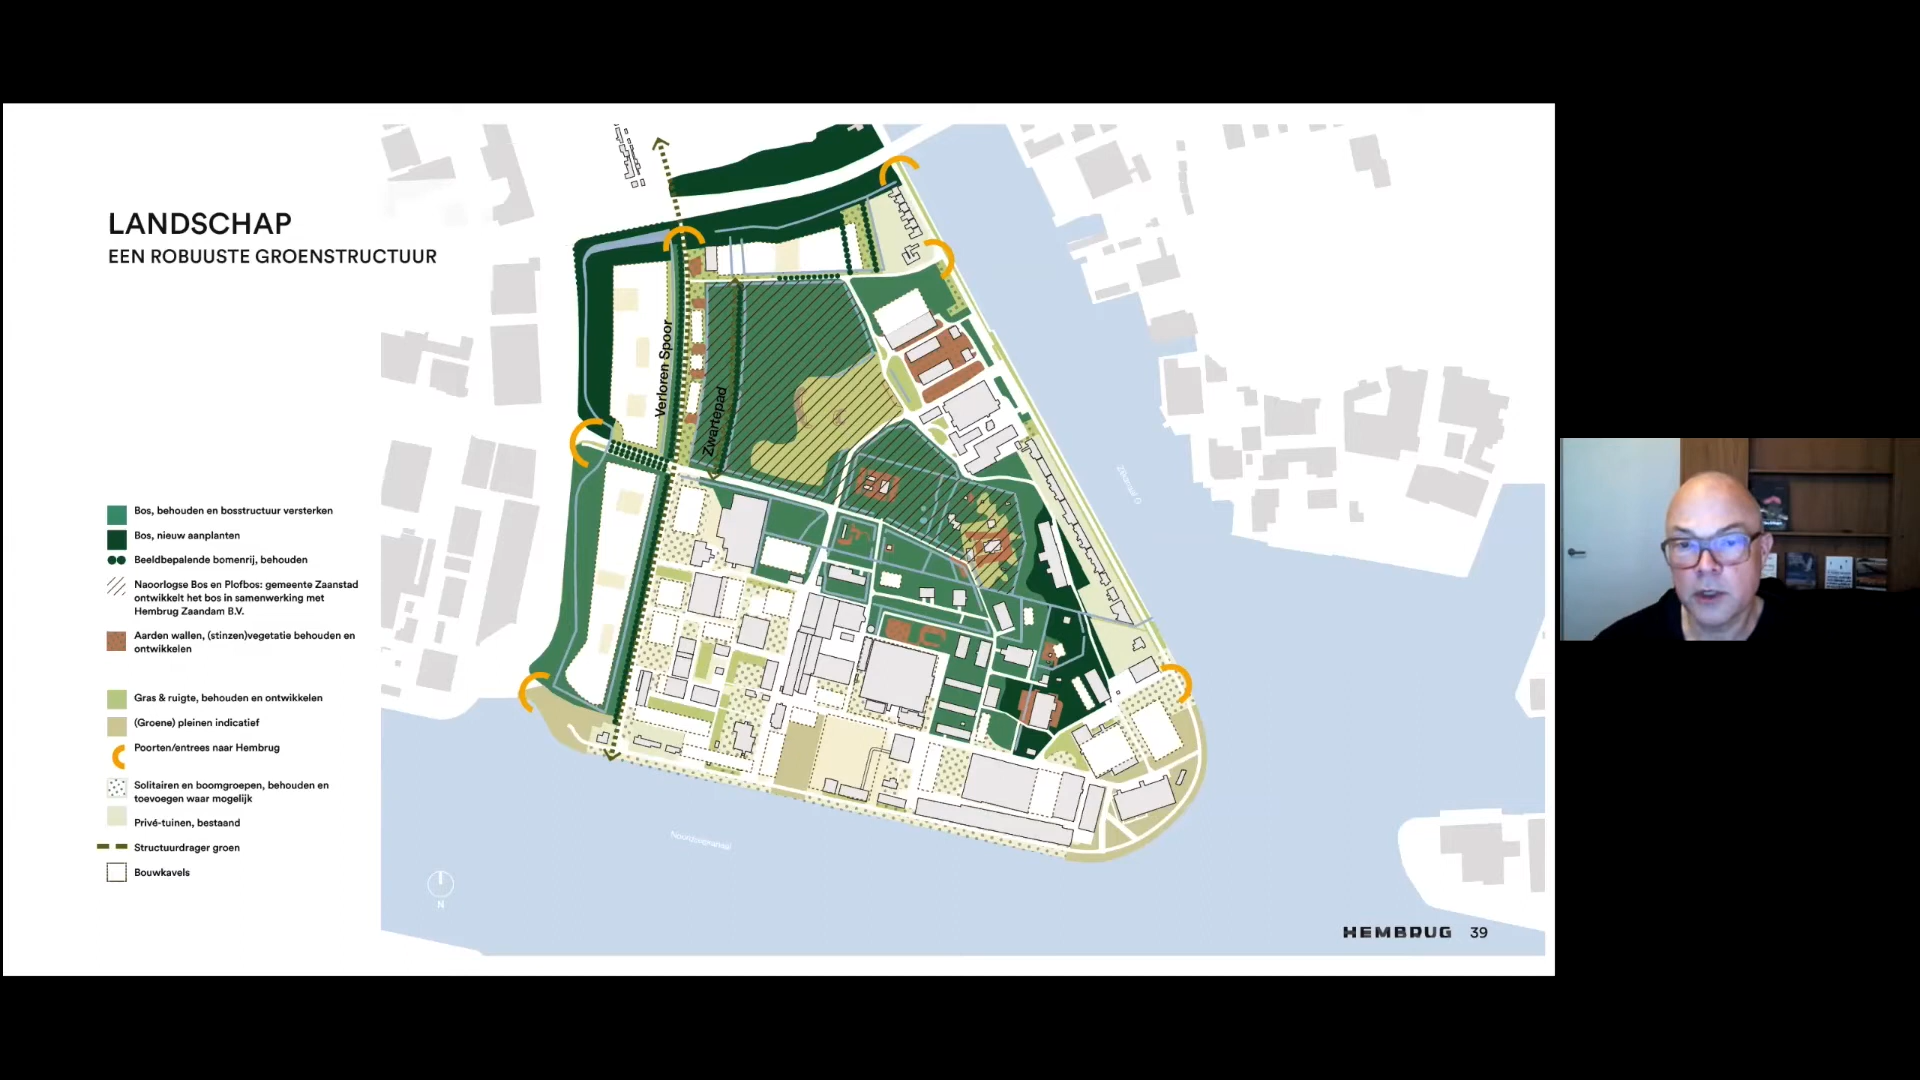 LANDSCHAP
EEN ROBUUSTE GROENSTRUCTUUR
Bos, behouden en bosstructuur versterken
Bos, nieuw aanplanten
Beeldbepalende bomenrij, behouden
Naoorlogse Bos en Plofbos: gemeente Zaanstad
ontwikkelt het bos in samenwerking met
Hembrug Zaandam B.V.
Aarden wallen, (stinzen)vegetatie behouden en
ontwikkelen
Gras & ruigte, behouden en ontwikkelen
(Groene) pleinen indicatief
Poorten/entrees naar Hembrug
Solitairen en boomgroepen, behouden en
toevoegen waar mogelijk
Privé-tuinen, bestaand
Structuurdrager groen
Bouwkavels
Verloren Spoor
Zwartepad
N
HEMBRUG 39